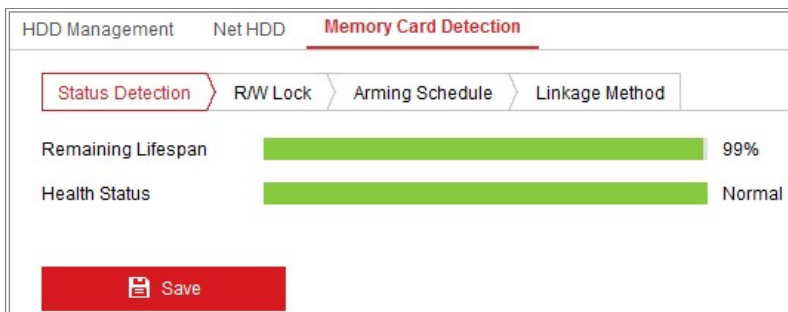 HDD Management Net HDD Memory Card Detection
Status Detection R/W Lock Arming Schedule Linkage Method
Remaining Lifespan 99%
Health Status Normal
Save